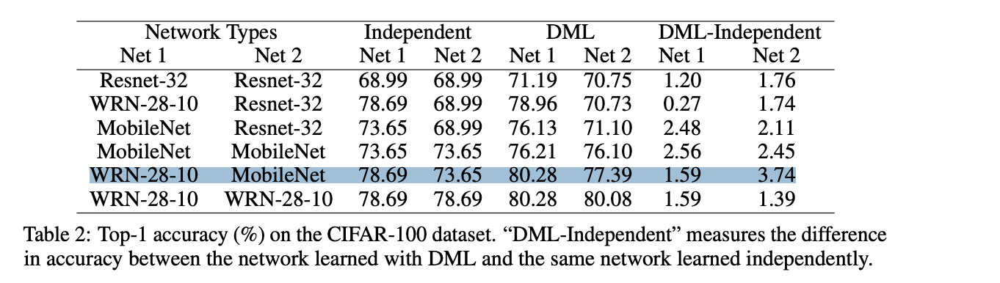 Network Types Independent DML DML-Independent
Net 1 Net 2 Net 1 Net 2 Net 1 Net 2 Net 1 Net 2
Resnet-32 Resnet-32 68.99 68.99 71.19 70.75 1.20 1.76
WRN-28-10 Resnet-32 78.69 68.99 78.96 70.73 0.27 1.74
MobileNet Resnet-32 73.65 68.99 76.13 71.10 2.48 2.11
MobileNet MobileNet 73.65 73.65 76.21 76.10 2.56 2.45
WRN-28-10 MobileNet 78.69 73.65 80.28 77.39 1.59 3.74
WRN-28-10 WRN-28-10 78.69 78.69 80.28 80.08 1.59 1.39
Table 2: Top-1 accuracy (%) on the CIFAR-100 dataset. “DML-Independent” measures the difference
in accuracy between the network learned with DML and the same network learned independently.